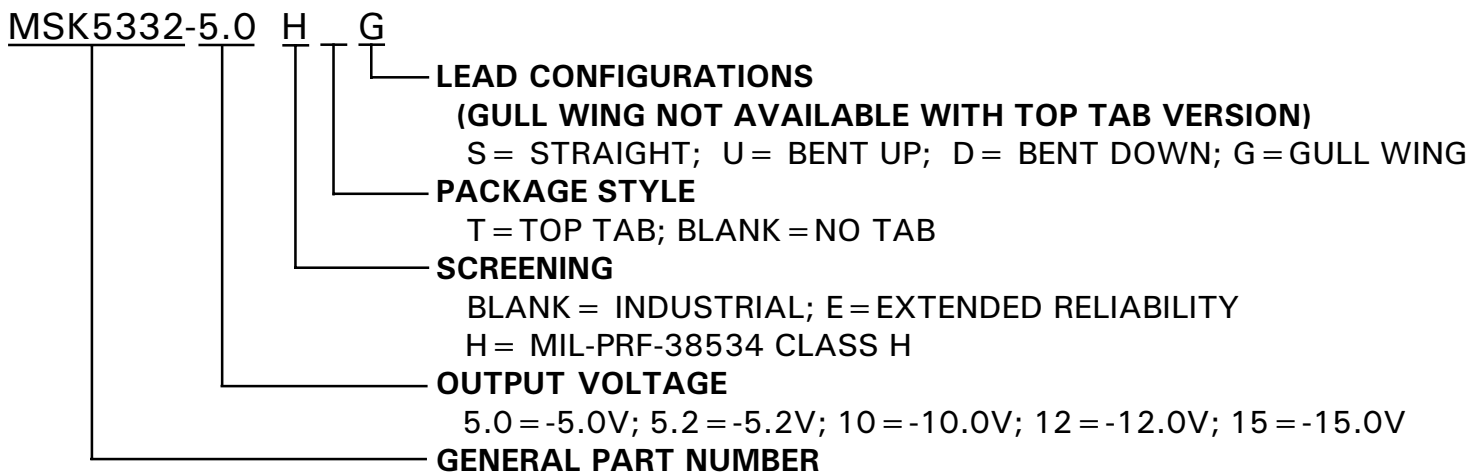 MSK5332-5.0 H _ G
LEAD CONFIGURATIONS
(GULL WING NOT AVAILABLE WITH TOP TAB VERSION)
S= STRAIGHT; U= BENT UP; D= BENT DOWN; G=GULL WING
PACKAGE STYLE
T=TOP TAB; BLANK=NO TAB
SCREENING
BLANK= INDUSTRIAL; E=EXTENDED RELIABILITY
H= MIL-PRF-38534 CLASS H
OUTPUT VOLTAGE
5.0=-5.0V; 5.2=-5.2V; 10=-10.0V; 12=-12.0V; 15=-15.0V
GENERAL PART NUMBER